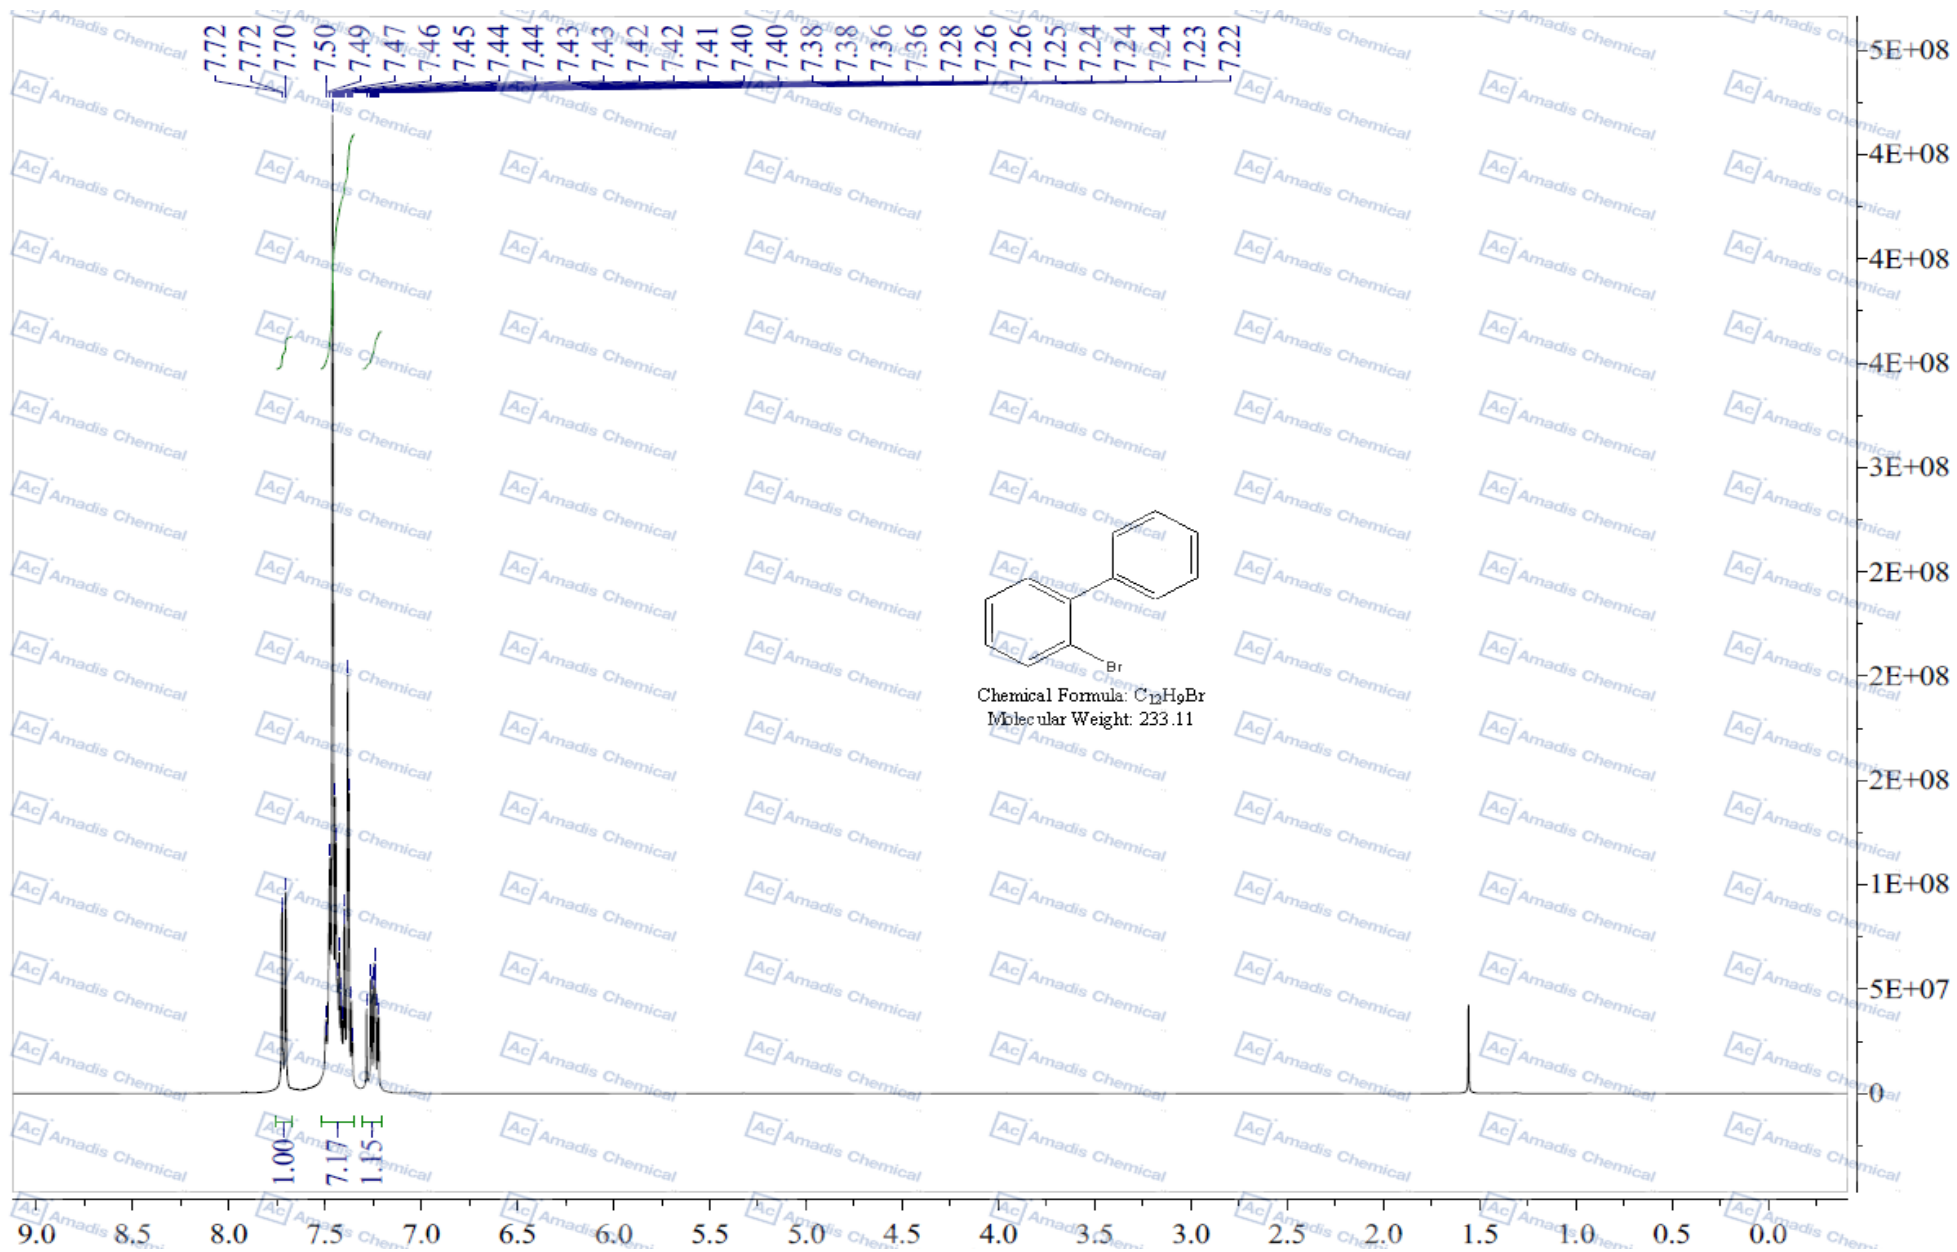 7.72 7.72 7.70 7.50 7.49 7.47 7.46 7.45 7.44 7.44 7.43 7.43 7.42 7.42 7.41 7.40 7.40 7.38 7.38 7.36 7.36 7.28 7.26 7.26 7.25 7.24 7.24 7.24 7.23 7.22
5E+08
4E+08
4E+08
4E+08
3E+08
2E+08
2E+08
2E+08
1E+08
5E+07
0
Br
Chemical Formula: C12H9Br
Molecular Weight: 233.11
1.00 7.17 1.15
9.0 8.5 8.0 7.5 7.0 6.5 6.0 5.5 5.0 4.5 4.0 3.5 3.0 2.5 2.0 1.5 1.0 0.5 0.0
Ac Amadis Chemical